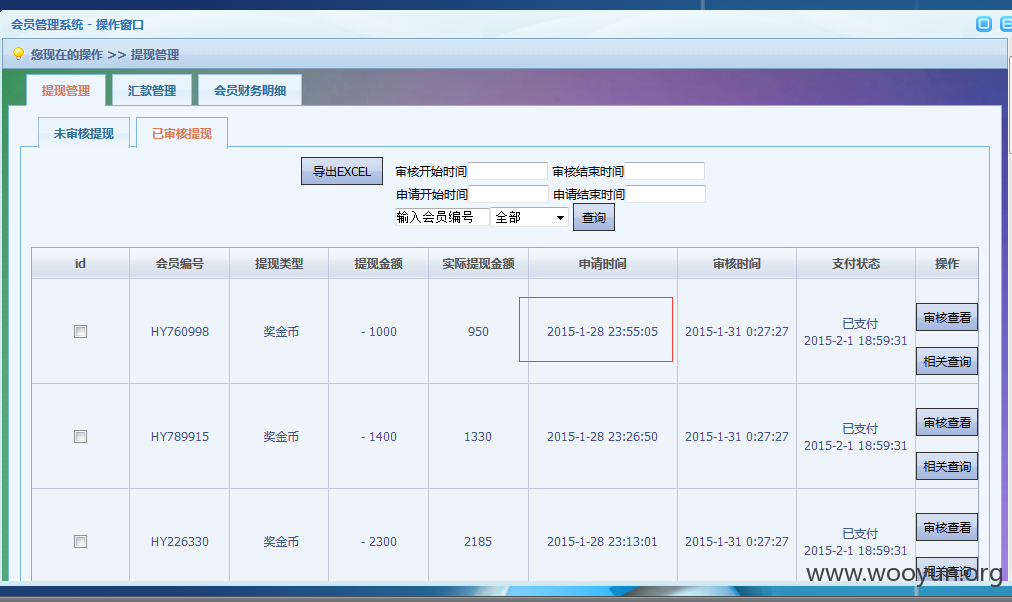 会员管理系统 - 操作窗口
您现在的操作 >> 提现管理
提现管理 汇款管理 会员财务明细
未审核提现 已审核提现
导出EXCEL 审核开始时间 审核结束时间
申请开始时间 申请结束时间
输入会员编号 全部 查询
id 会员编号 提现类型 提现金额 实际提现金额 申请时间 审核时间 支付状态 操作
HY760998 奖金币 - 1000 950 2015-1-28 23:55:05 2015-1-31 0:27:27 已支付 2015-2-1 18:59:31 审核查看
相关查询
HY789915 奖金币 - 1400 1330 2015-1-28 23:26:50 2015-1-31 0:27:27 已支付 2015-2-1 18:59:31 审核查看
相关查询
HY226330 奖金币 - 2300 2185 2015-1-28 23:13:01 2015-1-31 0:27:27 已支付 2015-2-1 18:59:31 审核查看
相关查询
www.wooyun.org